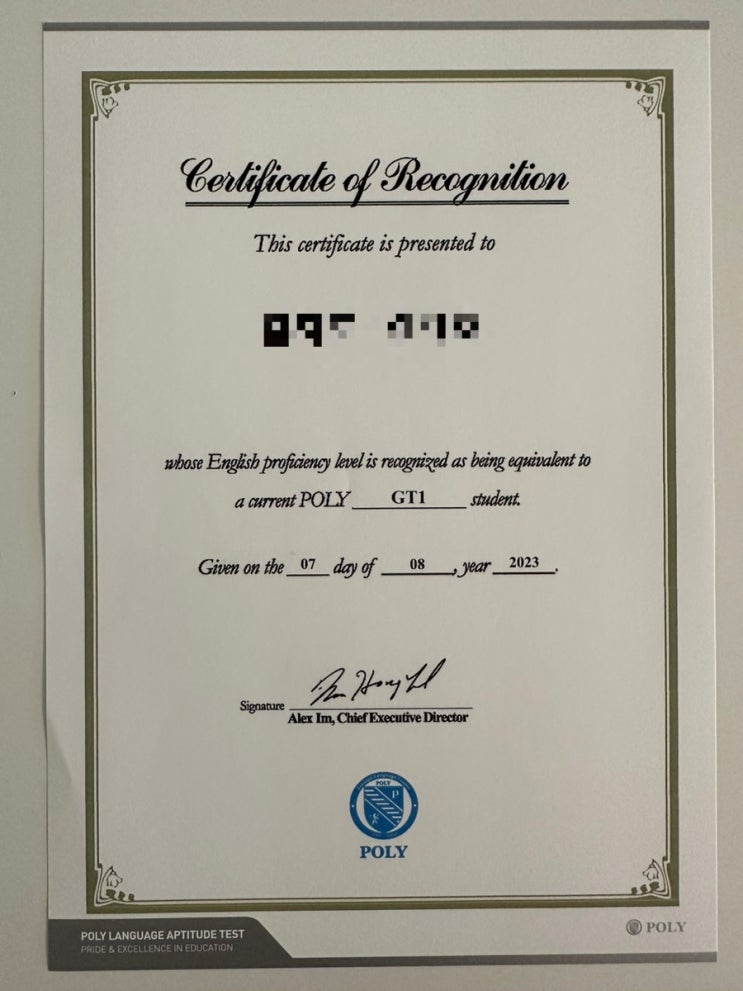 Certificate of Recognition
This certificate is presented to
whose English proficiency level is recognized as being equivalent to
a current POLY GT1 student.
Given on the 07 day of 08, year 2023.
Signature
Alex Im, Chief Executive Director
POLY
P
POLY
POLY LANGUAGE APTITUDE TEST
PRIDE & EXCELLENCE IN EDUCATION
POLY